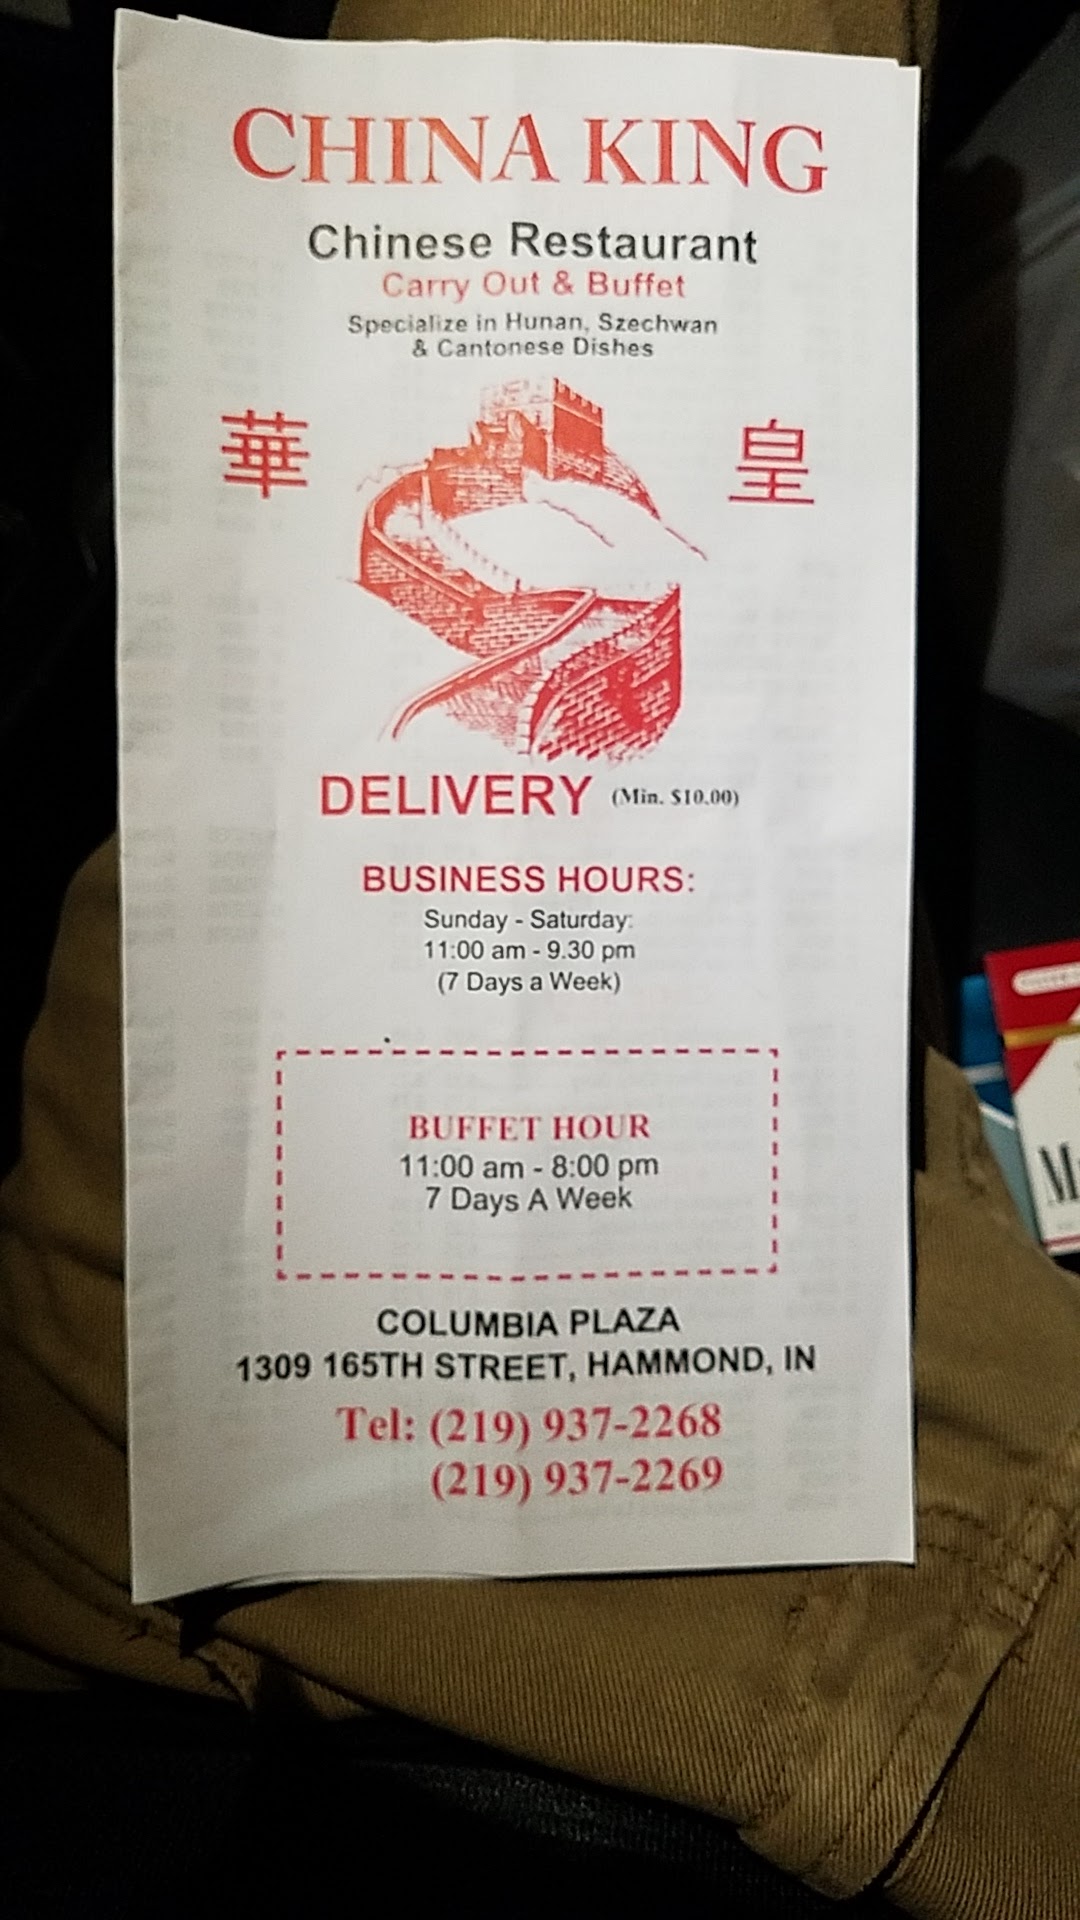 CHINA KING
Chinese Restaurant
Carry Out & Buffet
Specialize in Hunan, Szechwan
& Cantonese Dishes
華 皇
DELIVERY (Min. $10.00)
BUSINESS HOURS:
Sunday - Saturday:
11:00 am - 9.30 pm
(7 Days a Week)
BUFFET HOUR
11:00 am - 8:00 pm
7 Days A Week
COLUMBIA PLAZA
1309 165TH STREET, HAMMOND, IN
Tel: (219) 937-2268
(219) 937-2269